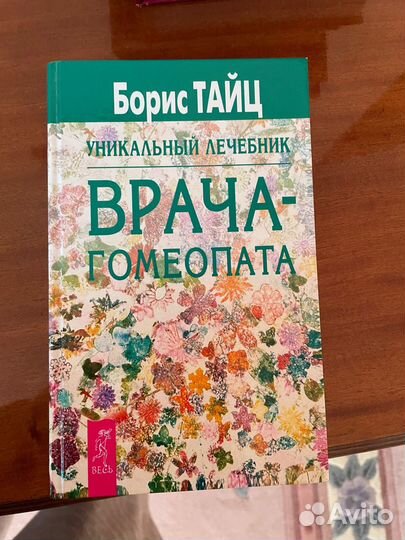 Борис ТАЙЦ
УНИКАЛЬНЫЙ ЛЕЧЕБНИК
ВРАЧА-
ГОМЕОПАТА
ВЕСЬ
Avito